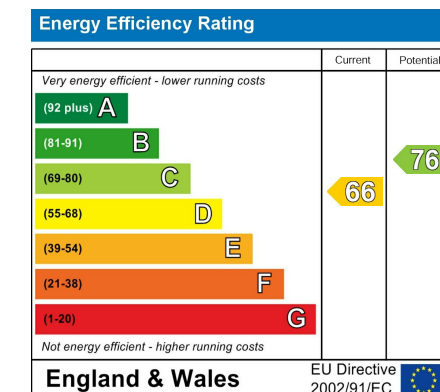 Energy Efficiency Rating
Current Potential
Very energy efficient - lower running costs
(92 plus) A
(81-91) B
(69-80) C
(55-68) D
(39-54) E
(21-38) F
(1-20) G
66
76
Not energy efficient - higher running costs
England & Wales
EU Directive
2002/91/EC